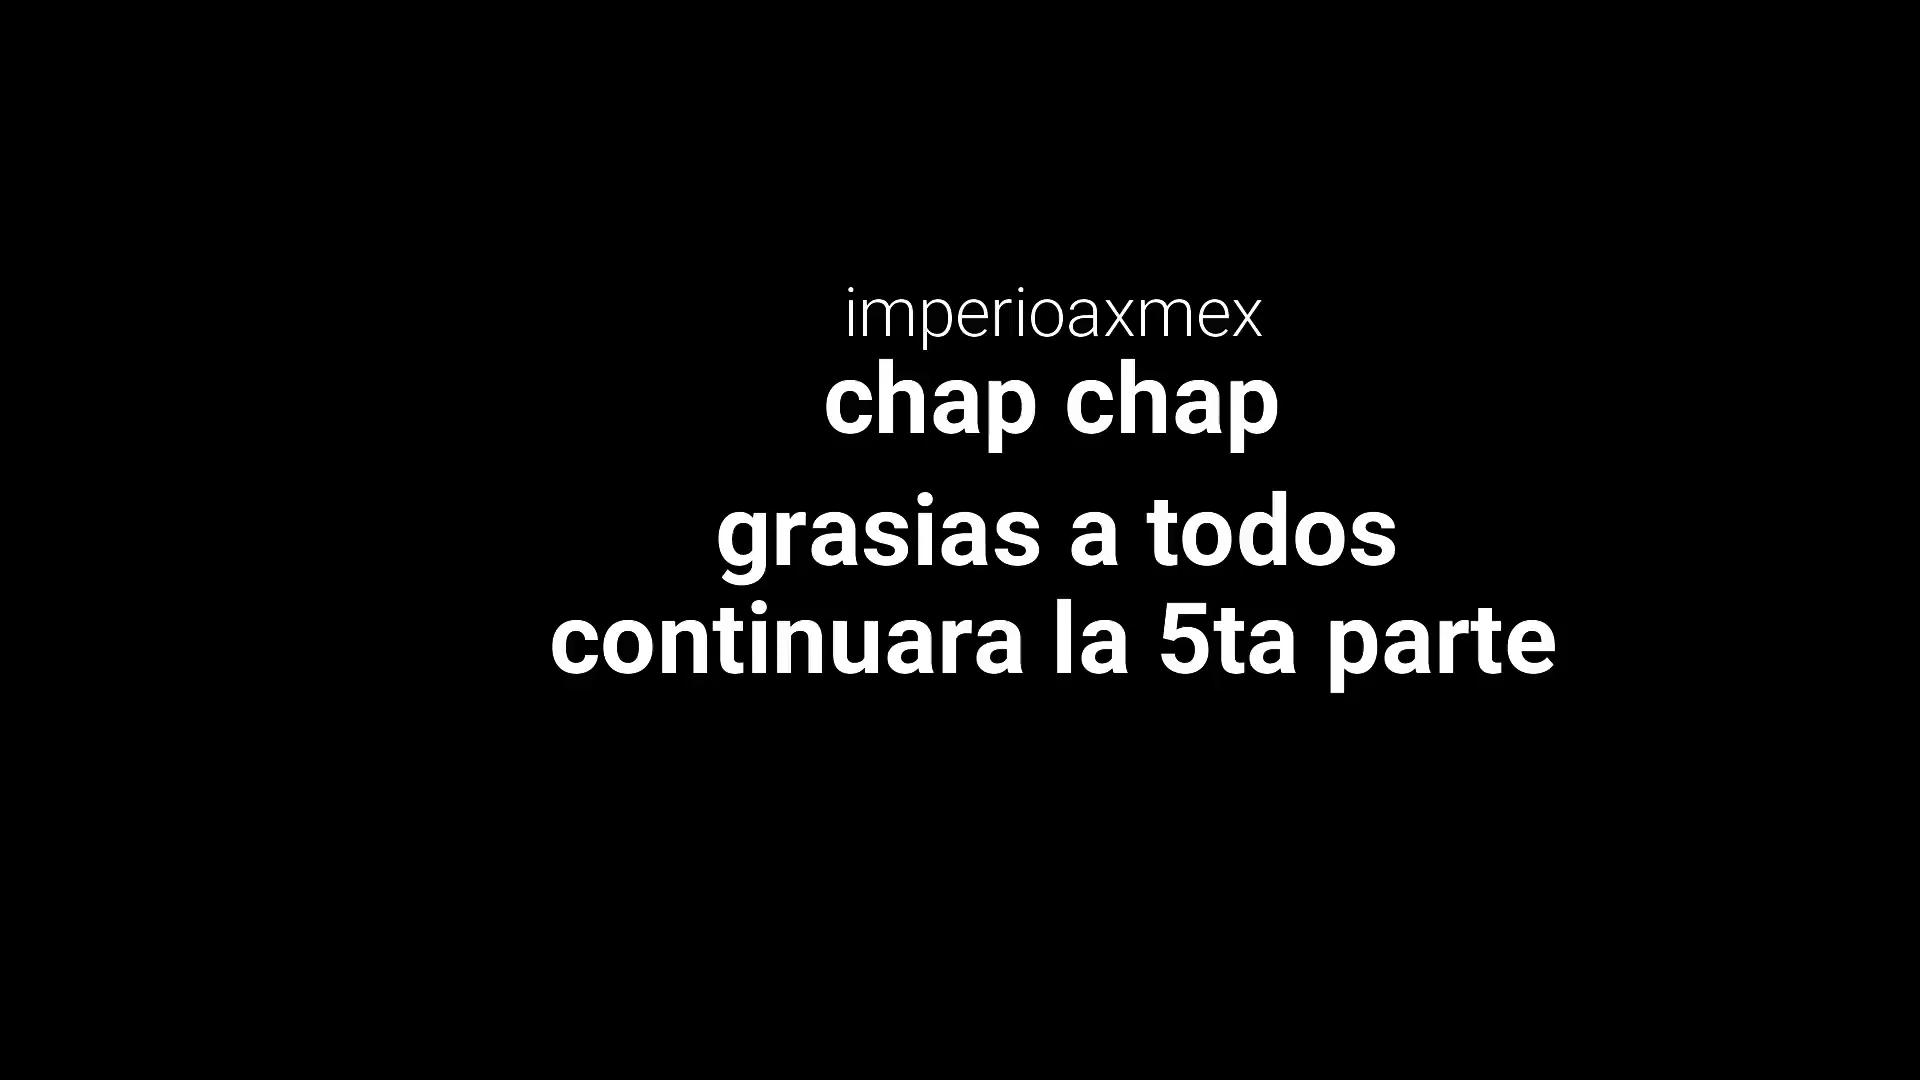 imperioaxmex
chap chap
grasias a todos
continuara la 5ta parte